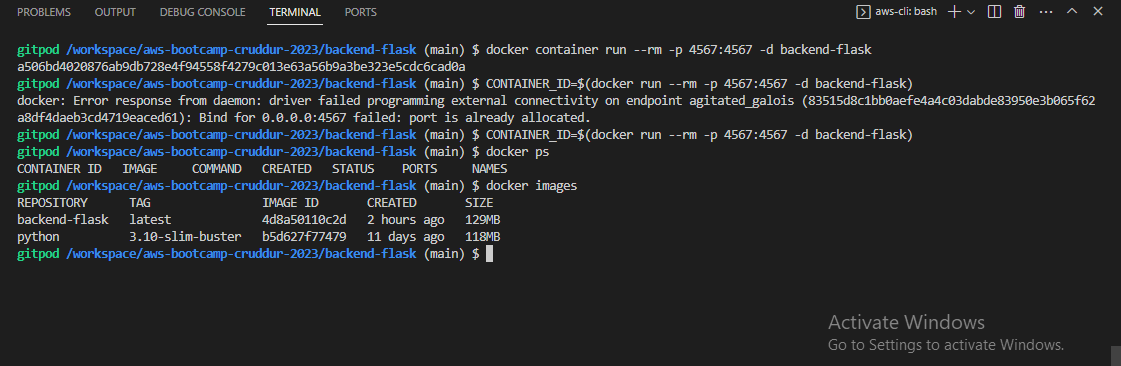 PROBLEMS OUTPUT DEBUG CONSOLE TERMINAL PORTS aws-cli: bash
gitpod /workspace/aws-bootcamp-cruddur-2023/backend-flask (main) $ docker container run --rm -p 4567:4567 -d backend-flask
a506bd4020876ab9db728e4f94558f4279c013e63a56b9a3be323e5cdc6cad0a
gitpod /workspace/aws-bootcamp-cruddur-2023/backend-flask (main) $ CONTAINER_ID=$(docker run --rm -p 4567:4567 -d backend-flask)
docker: Error response from daemon: driver failed programming external connectivity on endpoint agitated_galois (83515d8c1bb0aefe4a4c03dabde83950e3b065f62
a8df4daeb3cd4719eaced61): Bind for 0.0.0.0:4567 failed: port is already allocated.
gitpod /workspace/aws-bootcamp-cruddur-2023/backend-flask (main) $ CONTAINER_ID=$(docker run --rm -p 4567:4567 -d backend-flask)
gitpod /workspace/aws-bootcamp-cruddur-2023/backend-flask (main) $ docker ps
CONTAINER ID IMAGE COMMAND CREATED STATUS PORTS NAMES
gitpod /workspace/aws-bootcamp-cruddur-2023/backend-flask (main) $ docker images
REPOSITORY TAG IMAGE ID CREATED SIZE
backend-flask latest 4d8a50110c2d 2 hours ago 129MB
python 3.10-slim-buster b5d627f77479 11 days ago 118MB
gitpod /workspace/aws-bootcamp-cruddur-2023/backend-flask (main) $
Activate Windows
Go to Settings to activate Windows.